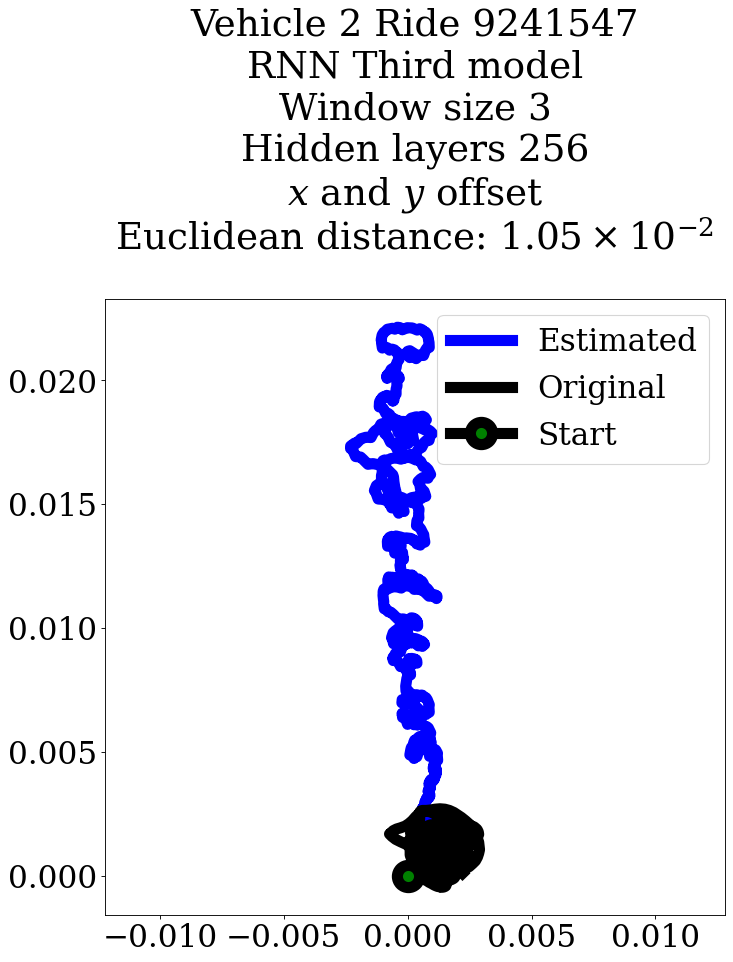 Vehicle 2 Ride 9241547
RNN Third model
Window size 3
Hidden layers 256
x and y offset
Euclidean distance: 1.05 × 10⁻²
Estimated
Original
Start
0.020
0.015
0.010
0.005
0.000
−0.010 −0.005 0.000 0.005 0.010